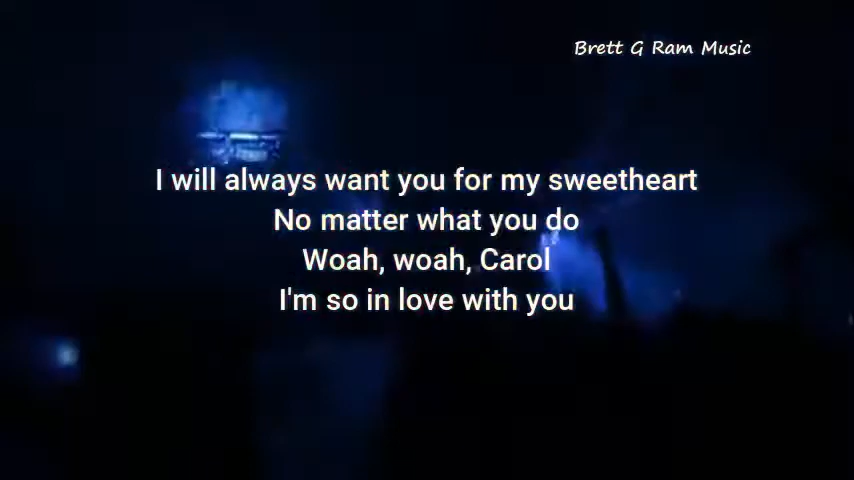 Brett G Ram Music
I will always want you for my sweetheart
No matter what you do
Woah, woah, Carol
I'm so in love with you